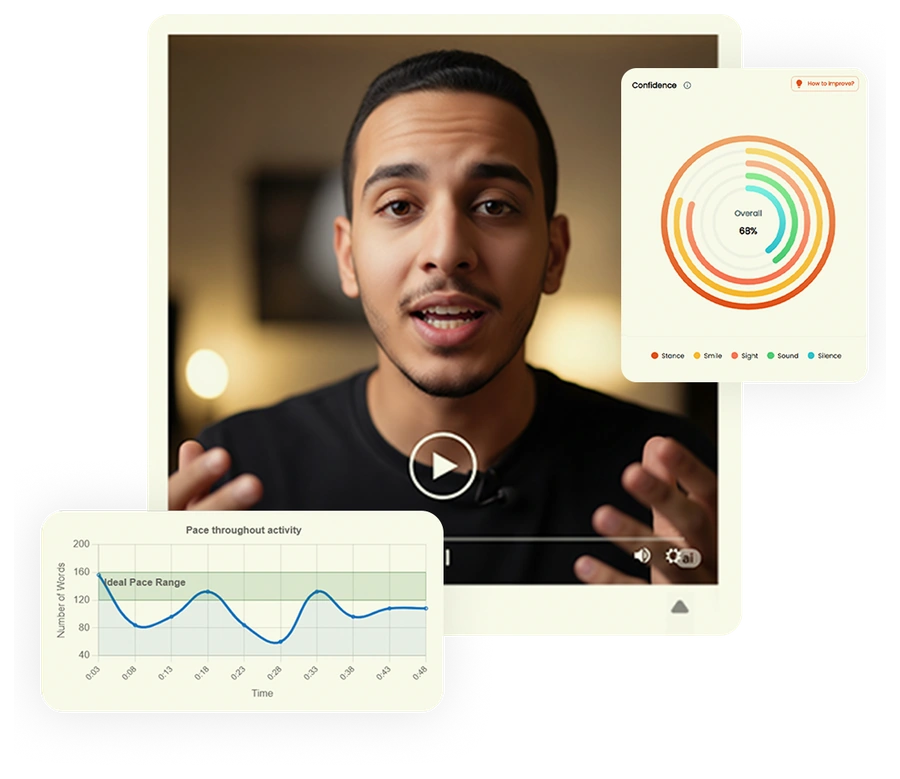 Confidence
How to Improve?
Overall
68%
Stance Smile Sight Sound Silence
ai
Pace throughout activity
Number of Words
200
160
120
80
40
Ideal Pace Range
0:03 0:08 0:13 0:18 0:23 0:28 0:33 0:38 0:43 0:48
Time